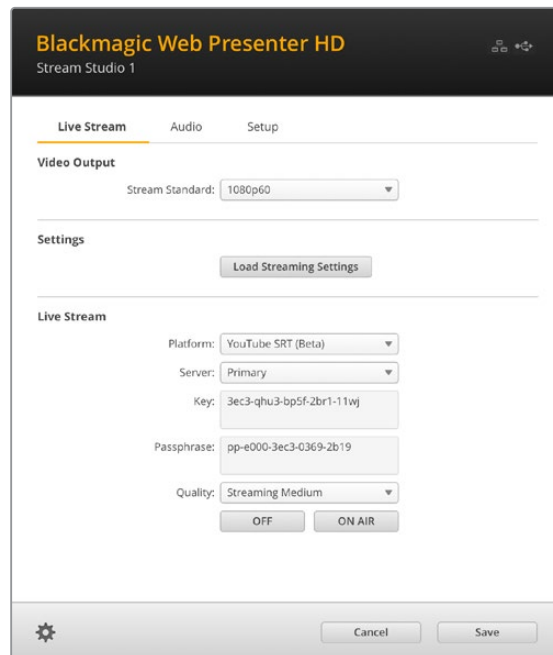 Blackmagic Web Presenter HD
Stream Studio 1
Live Stream Audio Setup
Video Output
Stream Standard: 1080p60
Settings
Load Streaming Settings
Live Stream
Platform: YouTube SRT (Beta)
Server: Primary
Key: 3ec3-qhu3-bp5f-2br1-11wj
Passphrase: pp-e000-3ec3-0369-2b19
Quality: Streaming Medium
OFF ON AIR
Cancel Save